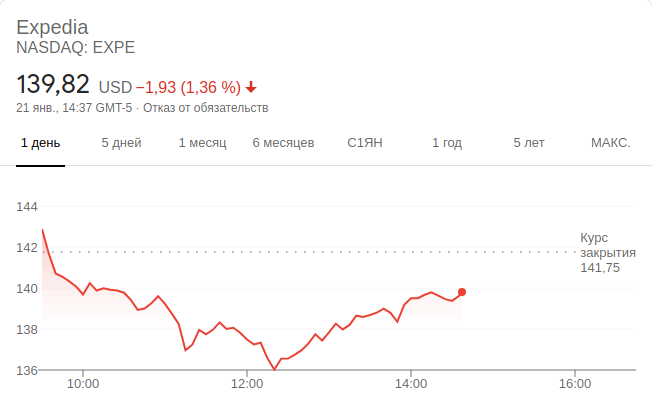 Expedia
NASDAQ: EXPE
139,82 USD −1,93 (1,36 %)
21 янв., 14:37 GMT-5 · Отказ от обязательств
1 день 5 дней 1 месяц 6 месяцев С1ЯН 1 год 5 лет МАКС.
144
142
140
138
136
Курс
закрытия
141,75
10:00 12:00 14:00 16:00